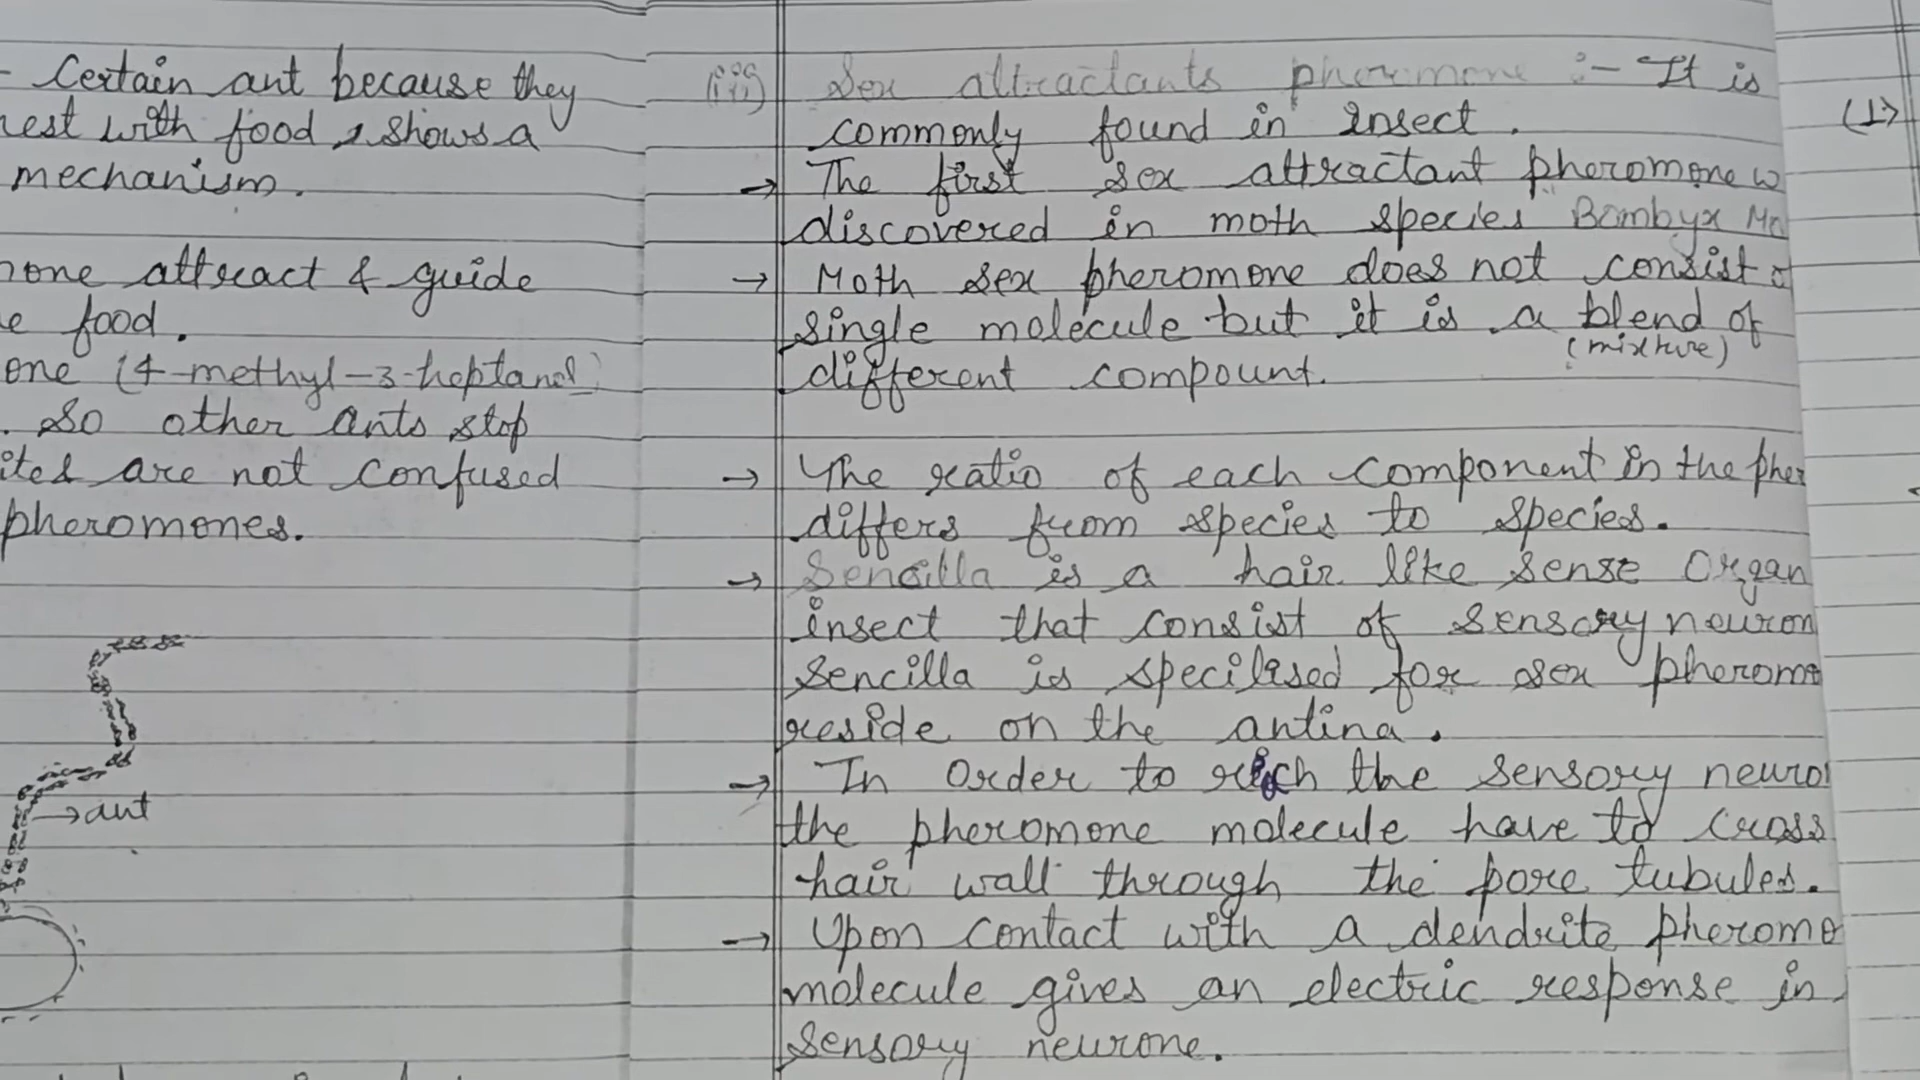 - Certain ant because they
nest with food, shows a
mechanism.
none attract & guide
e food.
one (4-methyl-3-heptanol)
. So other ants stop
ites are not confused
pheromones.
→ant
(iii) Sex attractants pheromone :- It is
commonly found in insect.
→ The first sex attractant pheromone w
discovered in moth species Bombyx Mo
→ Moth sex pheromone does not consist o
single molecule but it is a blend of
(mixture)
different compount.
→ The ratio of each component in the pher
differs from species to species.
→ Sencilla is a hair like sense organ
insect that consist of sensory neuron
sencilla is specilised for sex pheromo
reside on the antina.
→ In order to rech the sensory neuro
the pheromone molecule have to cross
hair wall through the pore tubules.
→ Upon contact with a dendrite pheromo
molecule gives an electric response in
sensory neurone.
(1)